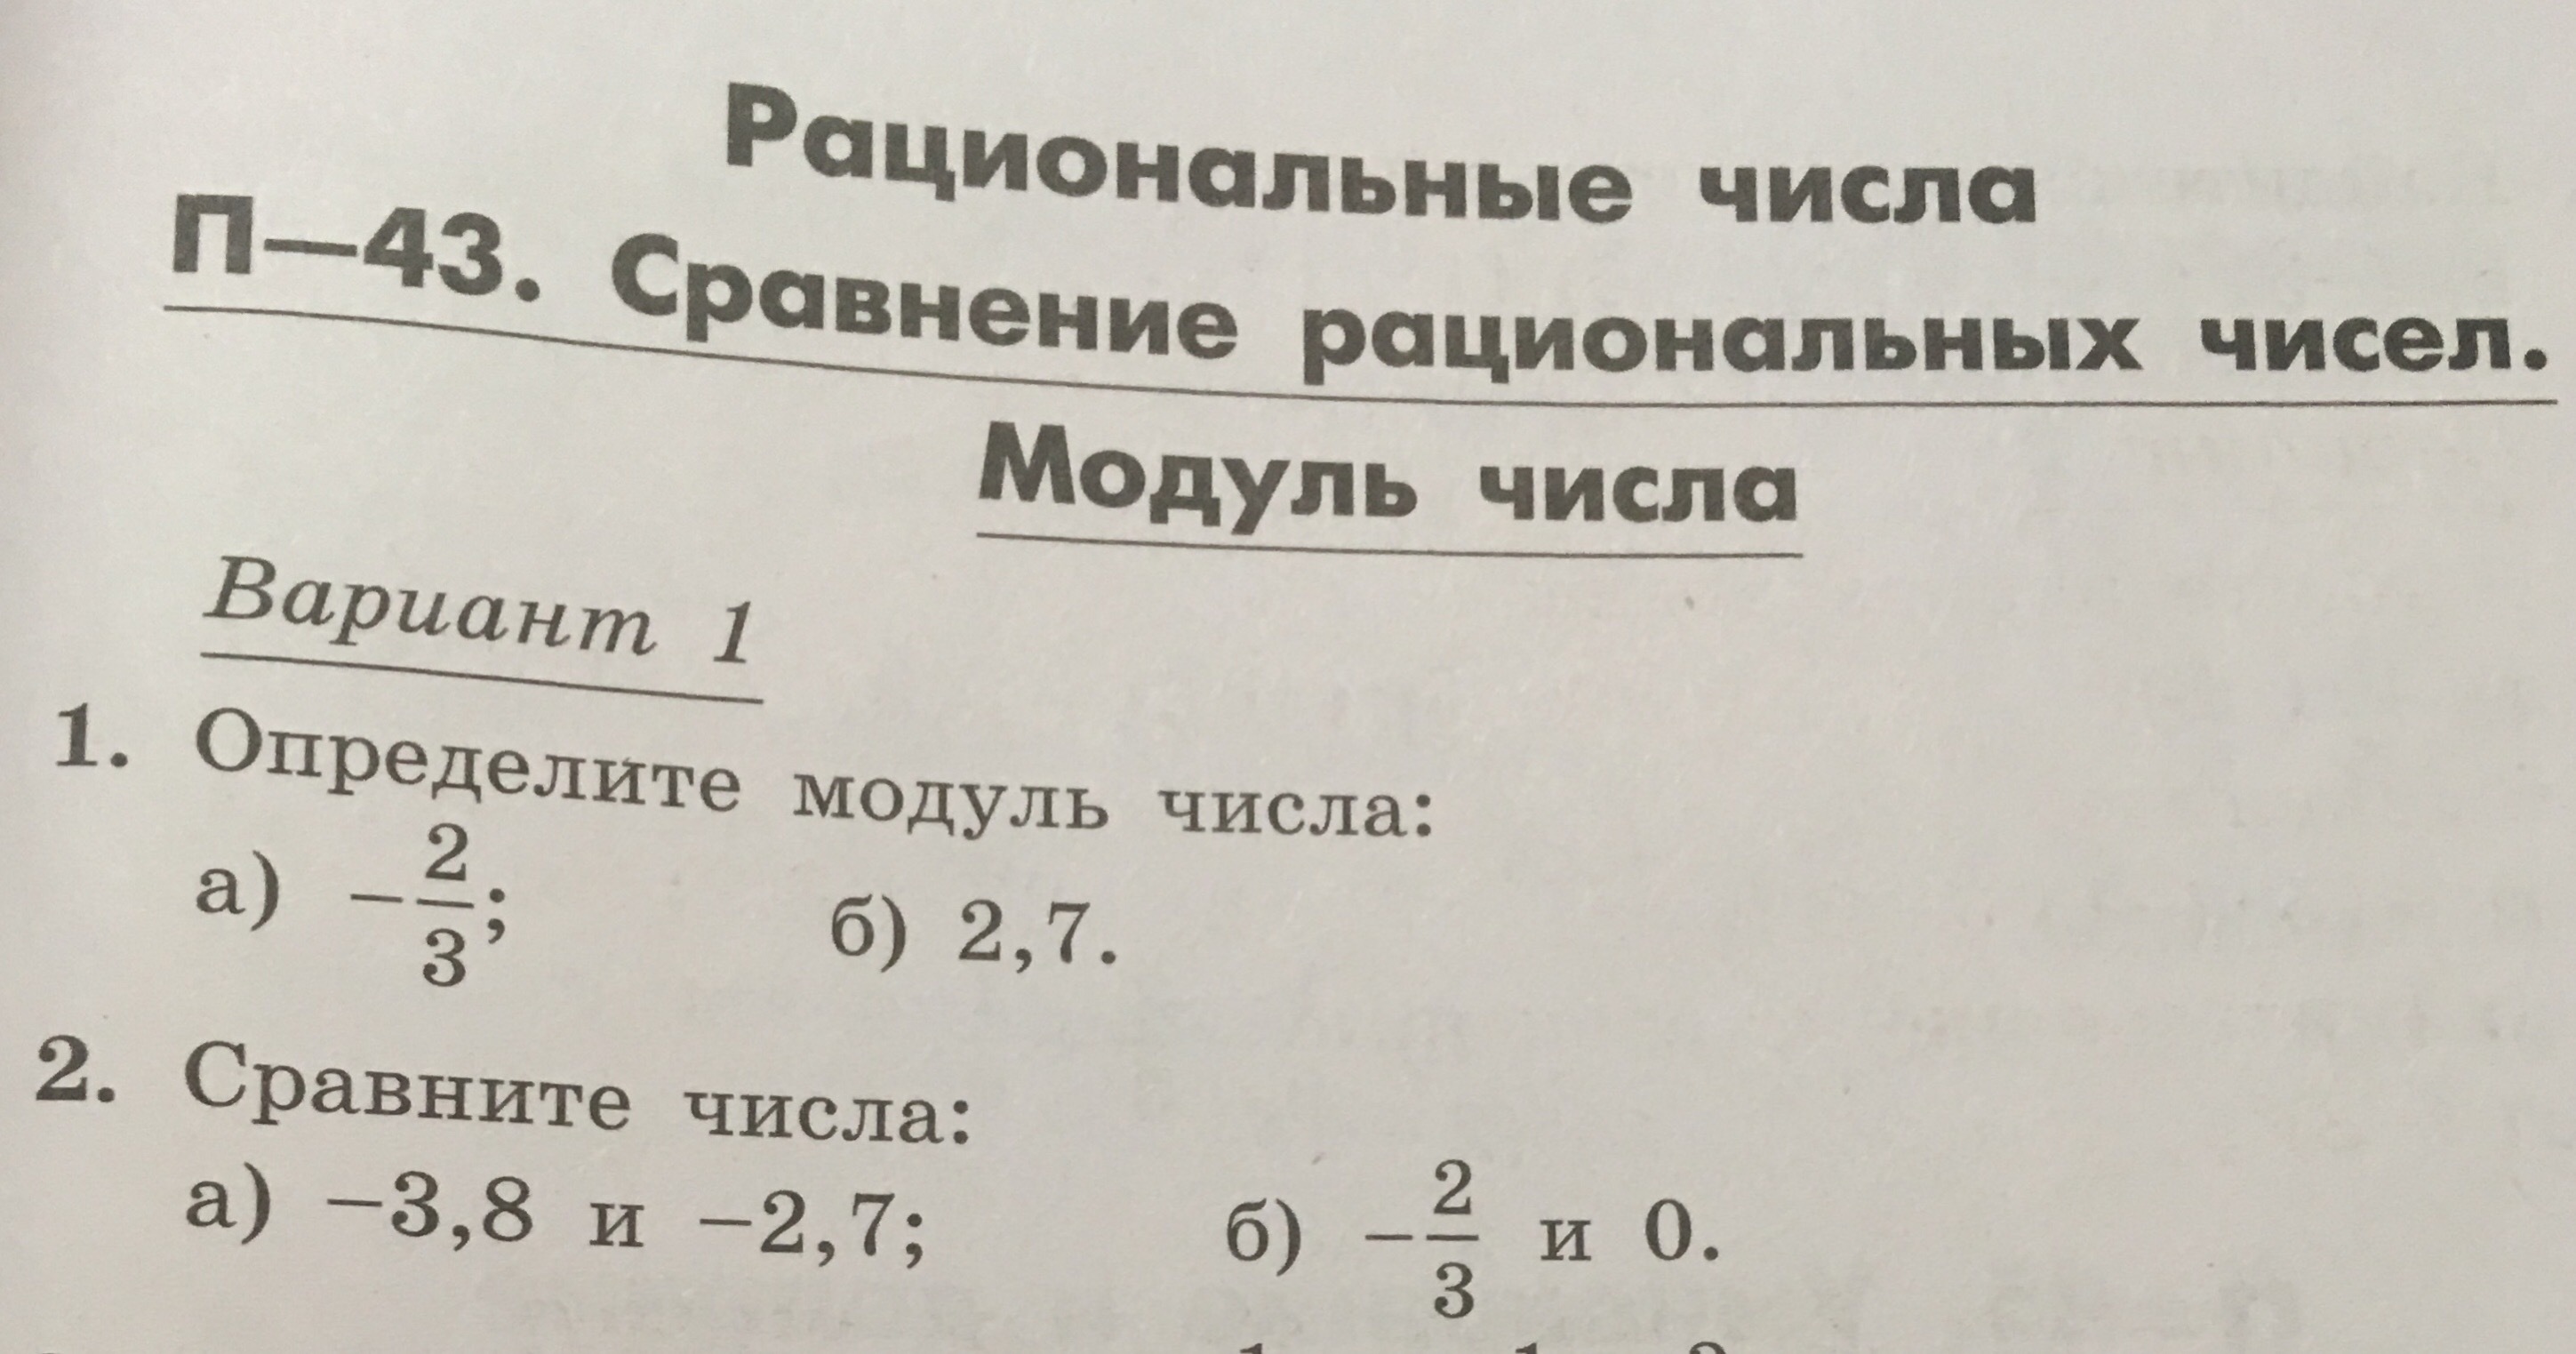 Рациональные числа
П—43. Сравнение рациональных чисел.
Модуль числа
Вариант 1
1. Определите модуль числа:
а) −2/3; б) 2,7.
2. Сравните числа:
а) −3,8 и −2,7; б) −2/3 и 0.